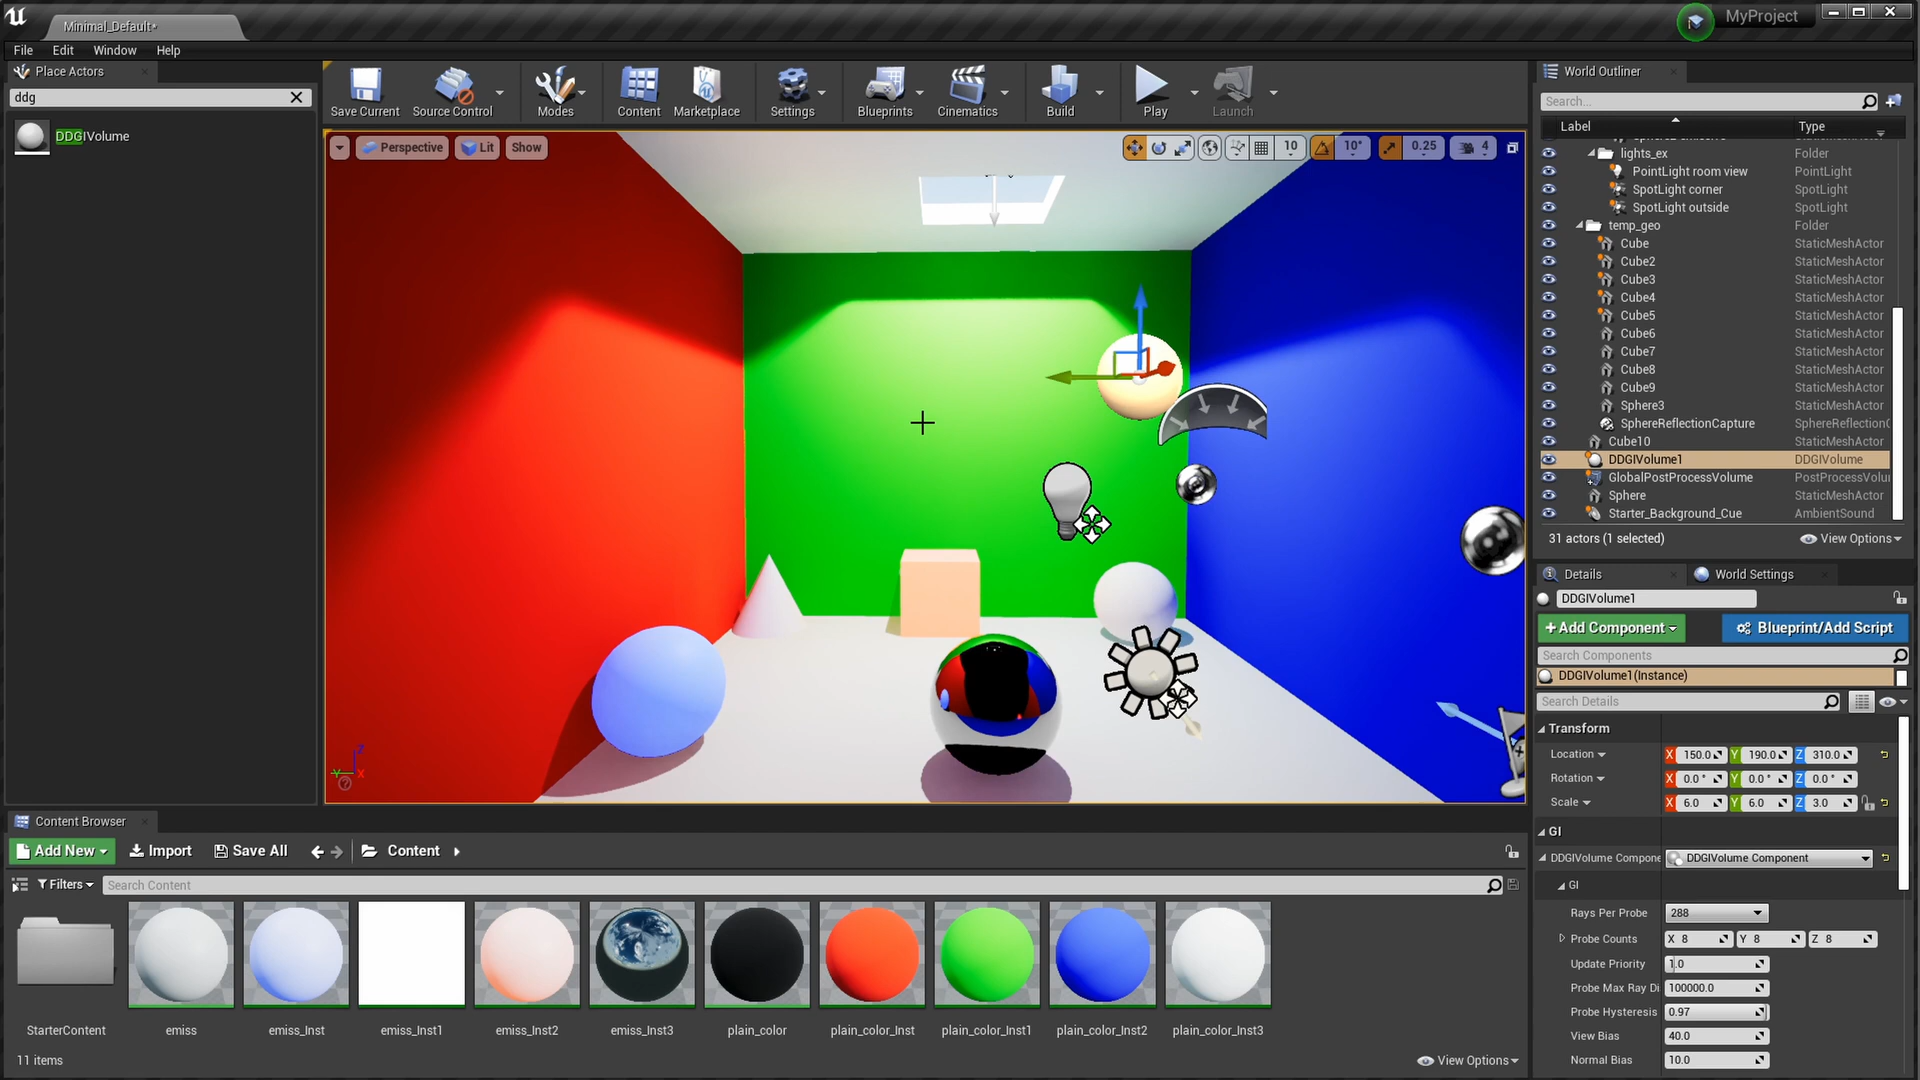 Minimal_Default*
MyProject
File Edit Window Help
Place Actors
ddg
DDGIVolume
Save Current
Source Control
Modes
Content
Marketplace
Settings
Blueprints
Cinematics
Build
Play
Launch
Perspective
Lit
Show
10
10°
0.25
4
World Outliner
Search...
Label Type
lights_ex Folder
PointLight room view PointLight
SpotLight corner SpotLight
SpotLight outside SpotLight
temp_geo Folder
Cube StaticMeshActor
Cube2 StaticMeshActor
Cube3 StaticMeshActor
Cube4 StaticMeshActor
Cube5 StaticMeshActor
Cube6 StaticMeshActor
Cube7 StaticMeshActor
Cube8 StaticMeshActor
Cube9 StaticMeshActor
Sphere3 StaticMeshActor
SphereReflectionCapture SphereReflectionC
Cube10 StaticMeshActor
DDGIVolume1 DDGIVolume
GlobalPostProcessVolume PostProcessVolu
Sphere StaticMeshActor
Starter_Background_Cue AmbientSound
31 actors (1 selected)
View Options
Details
World Settings
DDGIVolume1
+Add Component
Blueprint/Add Script
Search Components
DDGIVolume1(Instance)
Search Details
Transform
Location X 150.0 Y 190.0 Z 310.0
Rotation X 0.0° Y 0.0° Z 0.0°
Scale X 6.0 Y 6.0 Z 3.0
GI
DDGIVolume Compone DDGIVolume Component
GI
Rays Per Probe 288
Probe Counts X 8 Y 8 Z 8
Update Priority 1.0
Probe Max Ray Di 100000.0
Probe Hysteresis 0.97
View Bias 40.0
Normal Bias 10.0
Z
Y
X
Content Browser
Add New
Import
Save All
Content
Filters
Search Content
StarterContent
emiss
emiss_Inst
emiss_Inst1
emiss_Inst2
emiss_Inst3
plain_color
plain_color_Inst
plain_color_Inst1
plain_color_Inst2
plain_color_Inst3
11 items
View Options